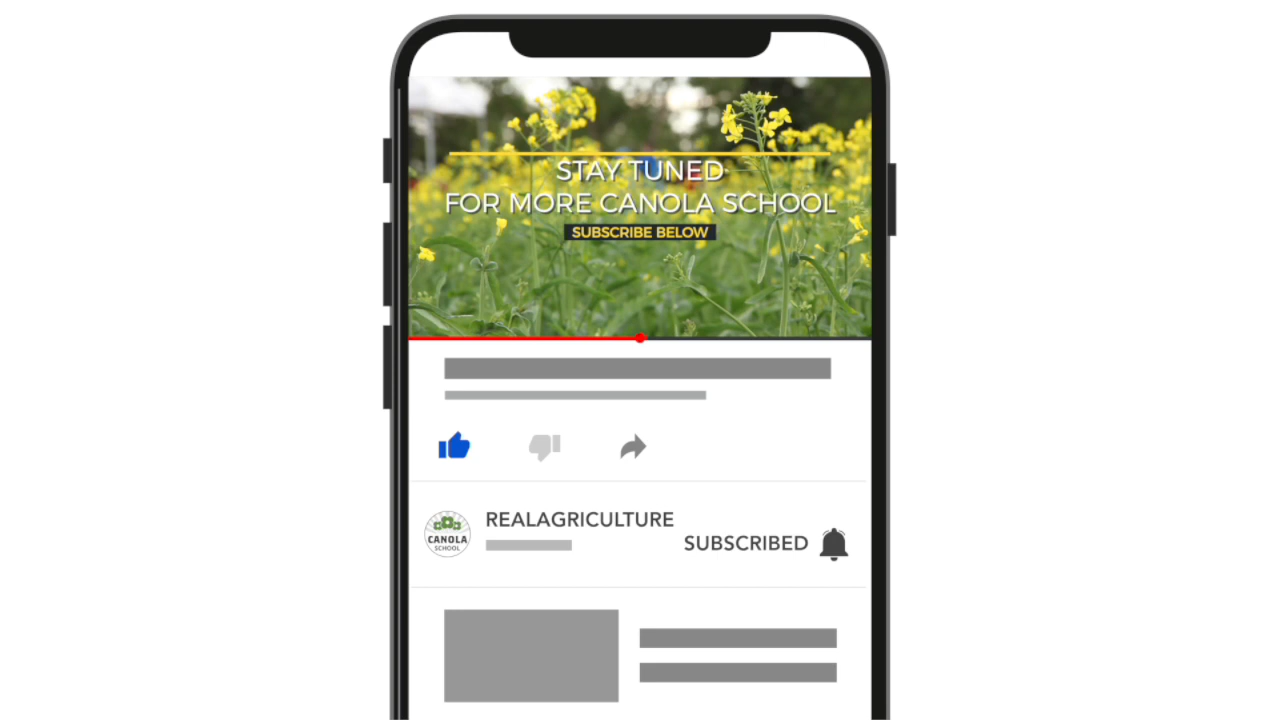 STAY TUNED
FOR MORE CANOLA SCHOOL
SUBSCRIBE BELOW
CANOLA
SCHOOL
REALAGRICULTURE
SUBSCRIBED